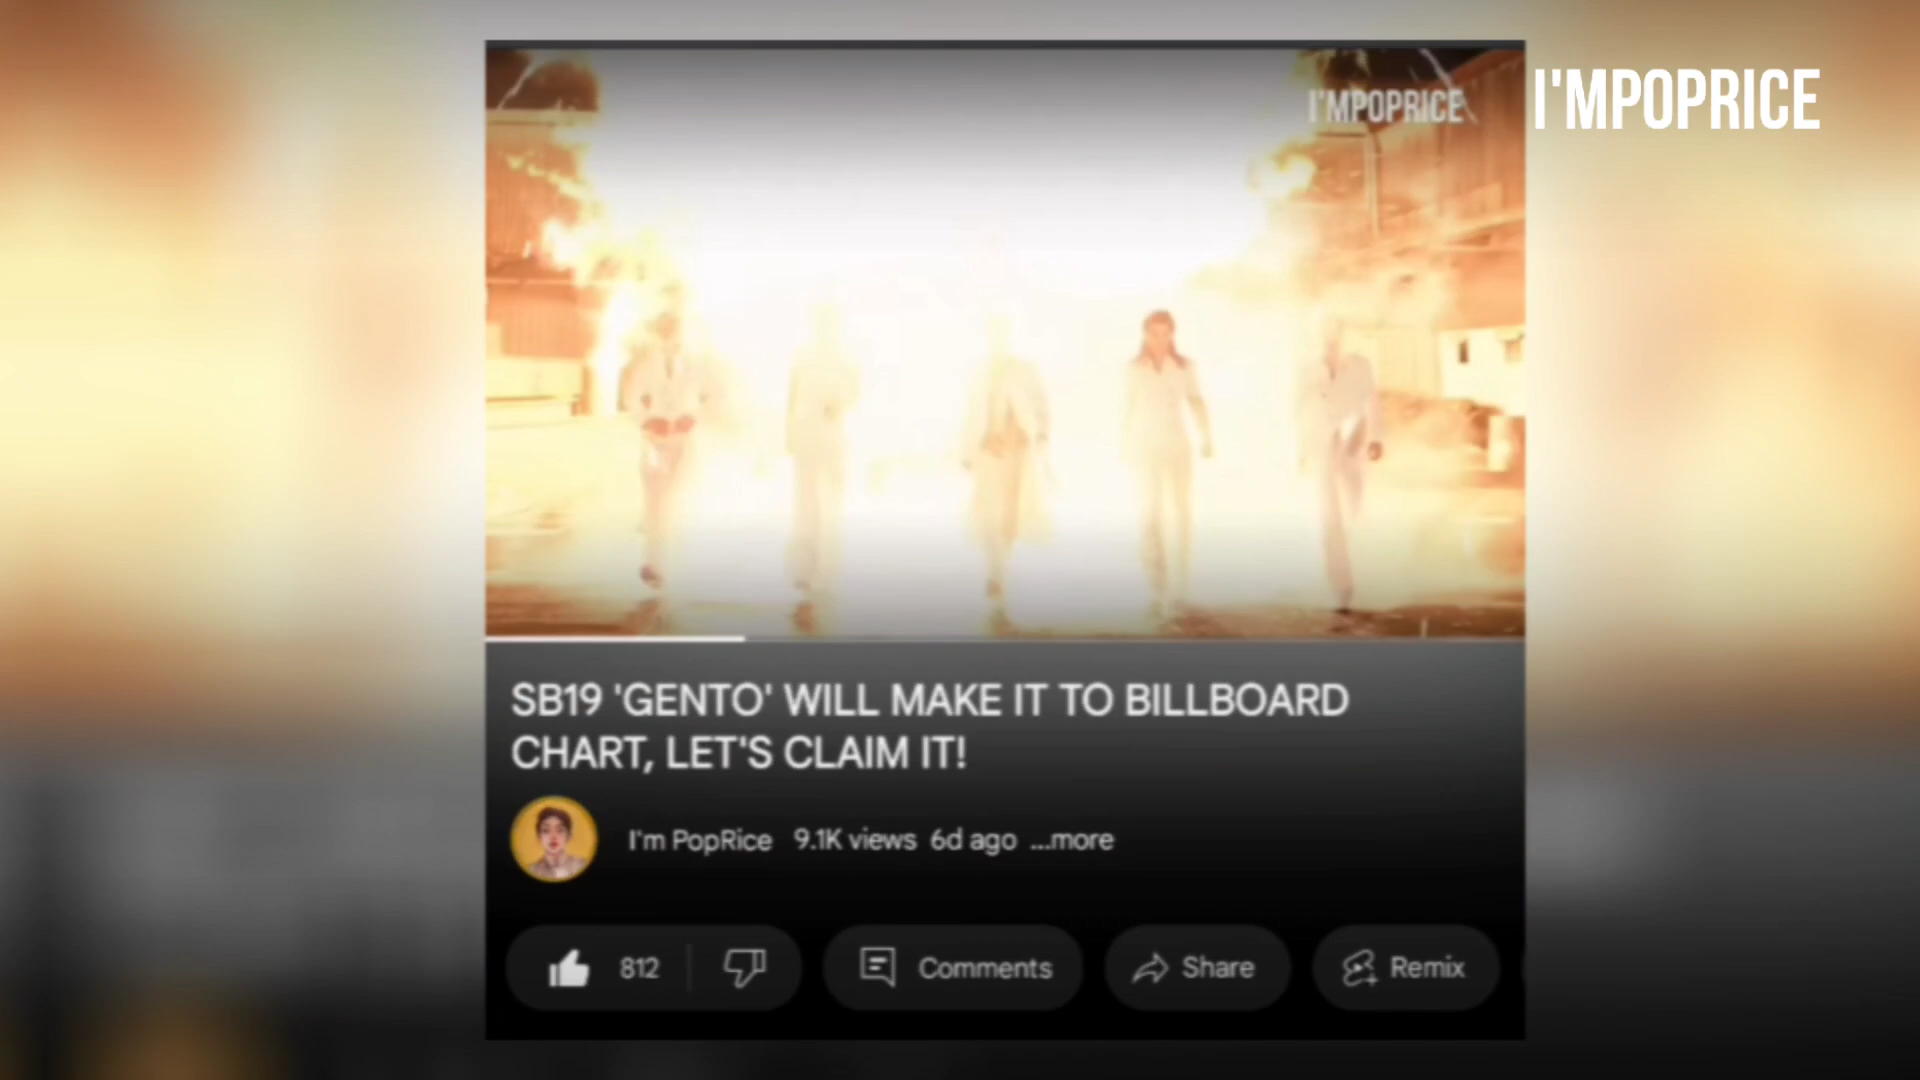 I'MPOPRICE
I'MPOPRICE
SB19 'GENTO' WILL MAKE IT TO BILLBOARD
CHART, LET'S CLAIM IT!
I'm PopRice 9.1K views 6d ago ...more
812 Comments Share Remix